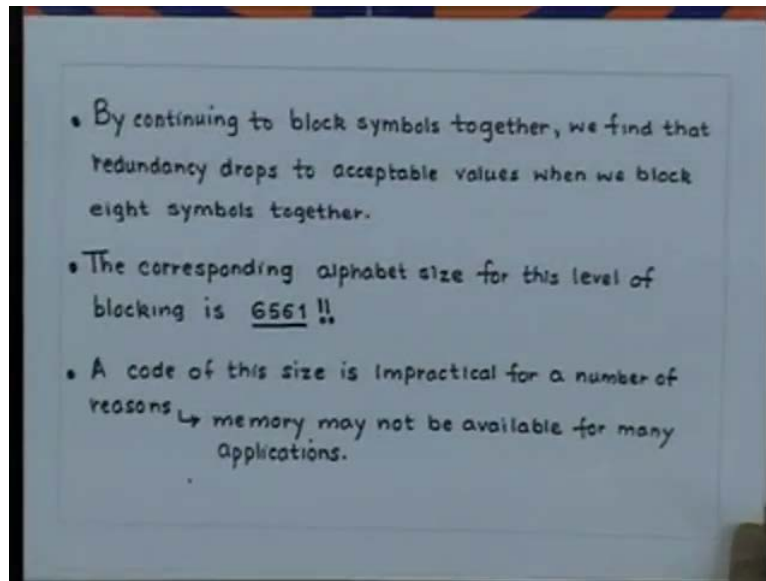 • By continuing to block symbols together, we find that
redundancy drops to acceptable values when we block
eight symbols together.
• The corresponding alphabet size for this level of
blocking is 6561 !!
• A code of this size is impractical for a number of
reasons ↳ memory may not be available for many
applications.